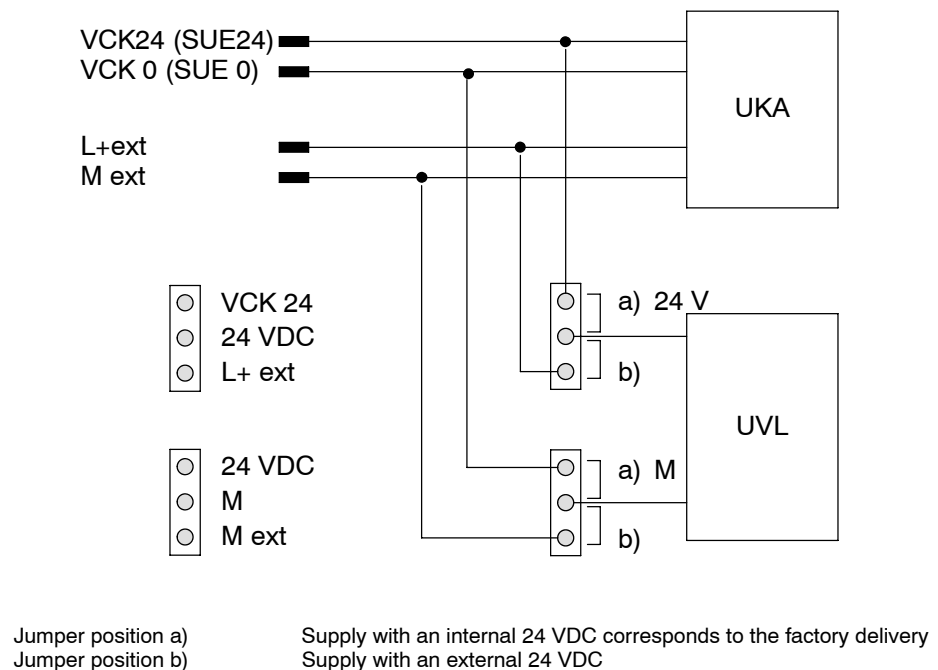 VCK24 (SUE24)
VCK 0 (SUE 0)
UKA
L+ext
M ext
VCK 24
24 VDC
L+ ext
a) 24 V
b)
UVL
24 VDC
M
M ext
a) M
b)
Jumper position a) Supply with an internal 24 VDC corresponds to the factory delivery
Jumper position b) Supply with an external 24 VDC